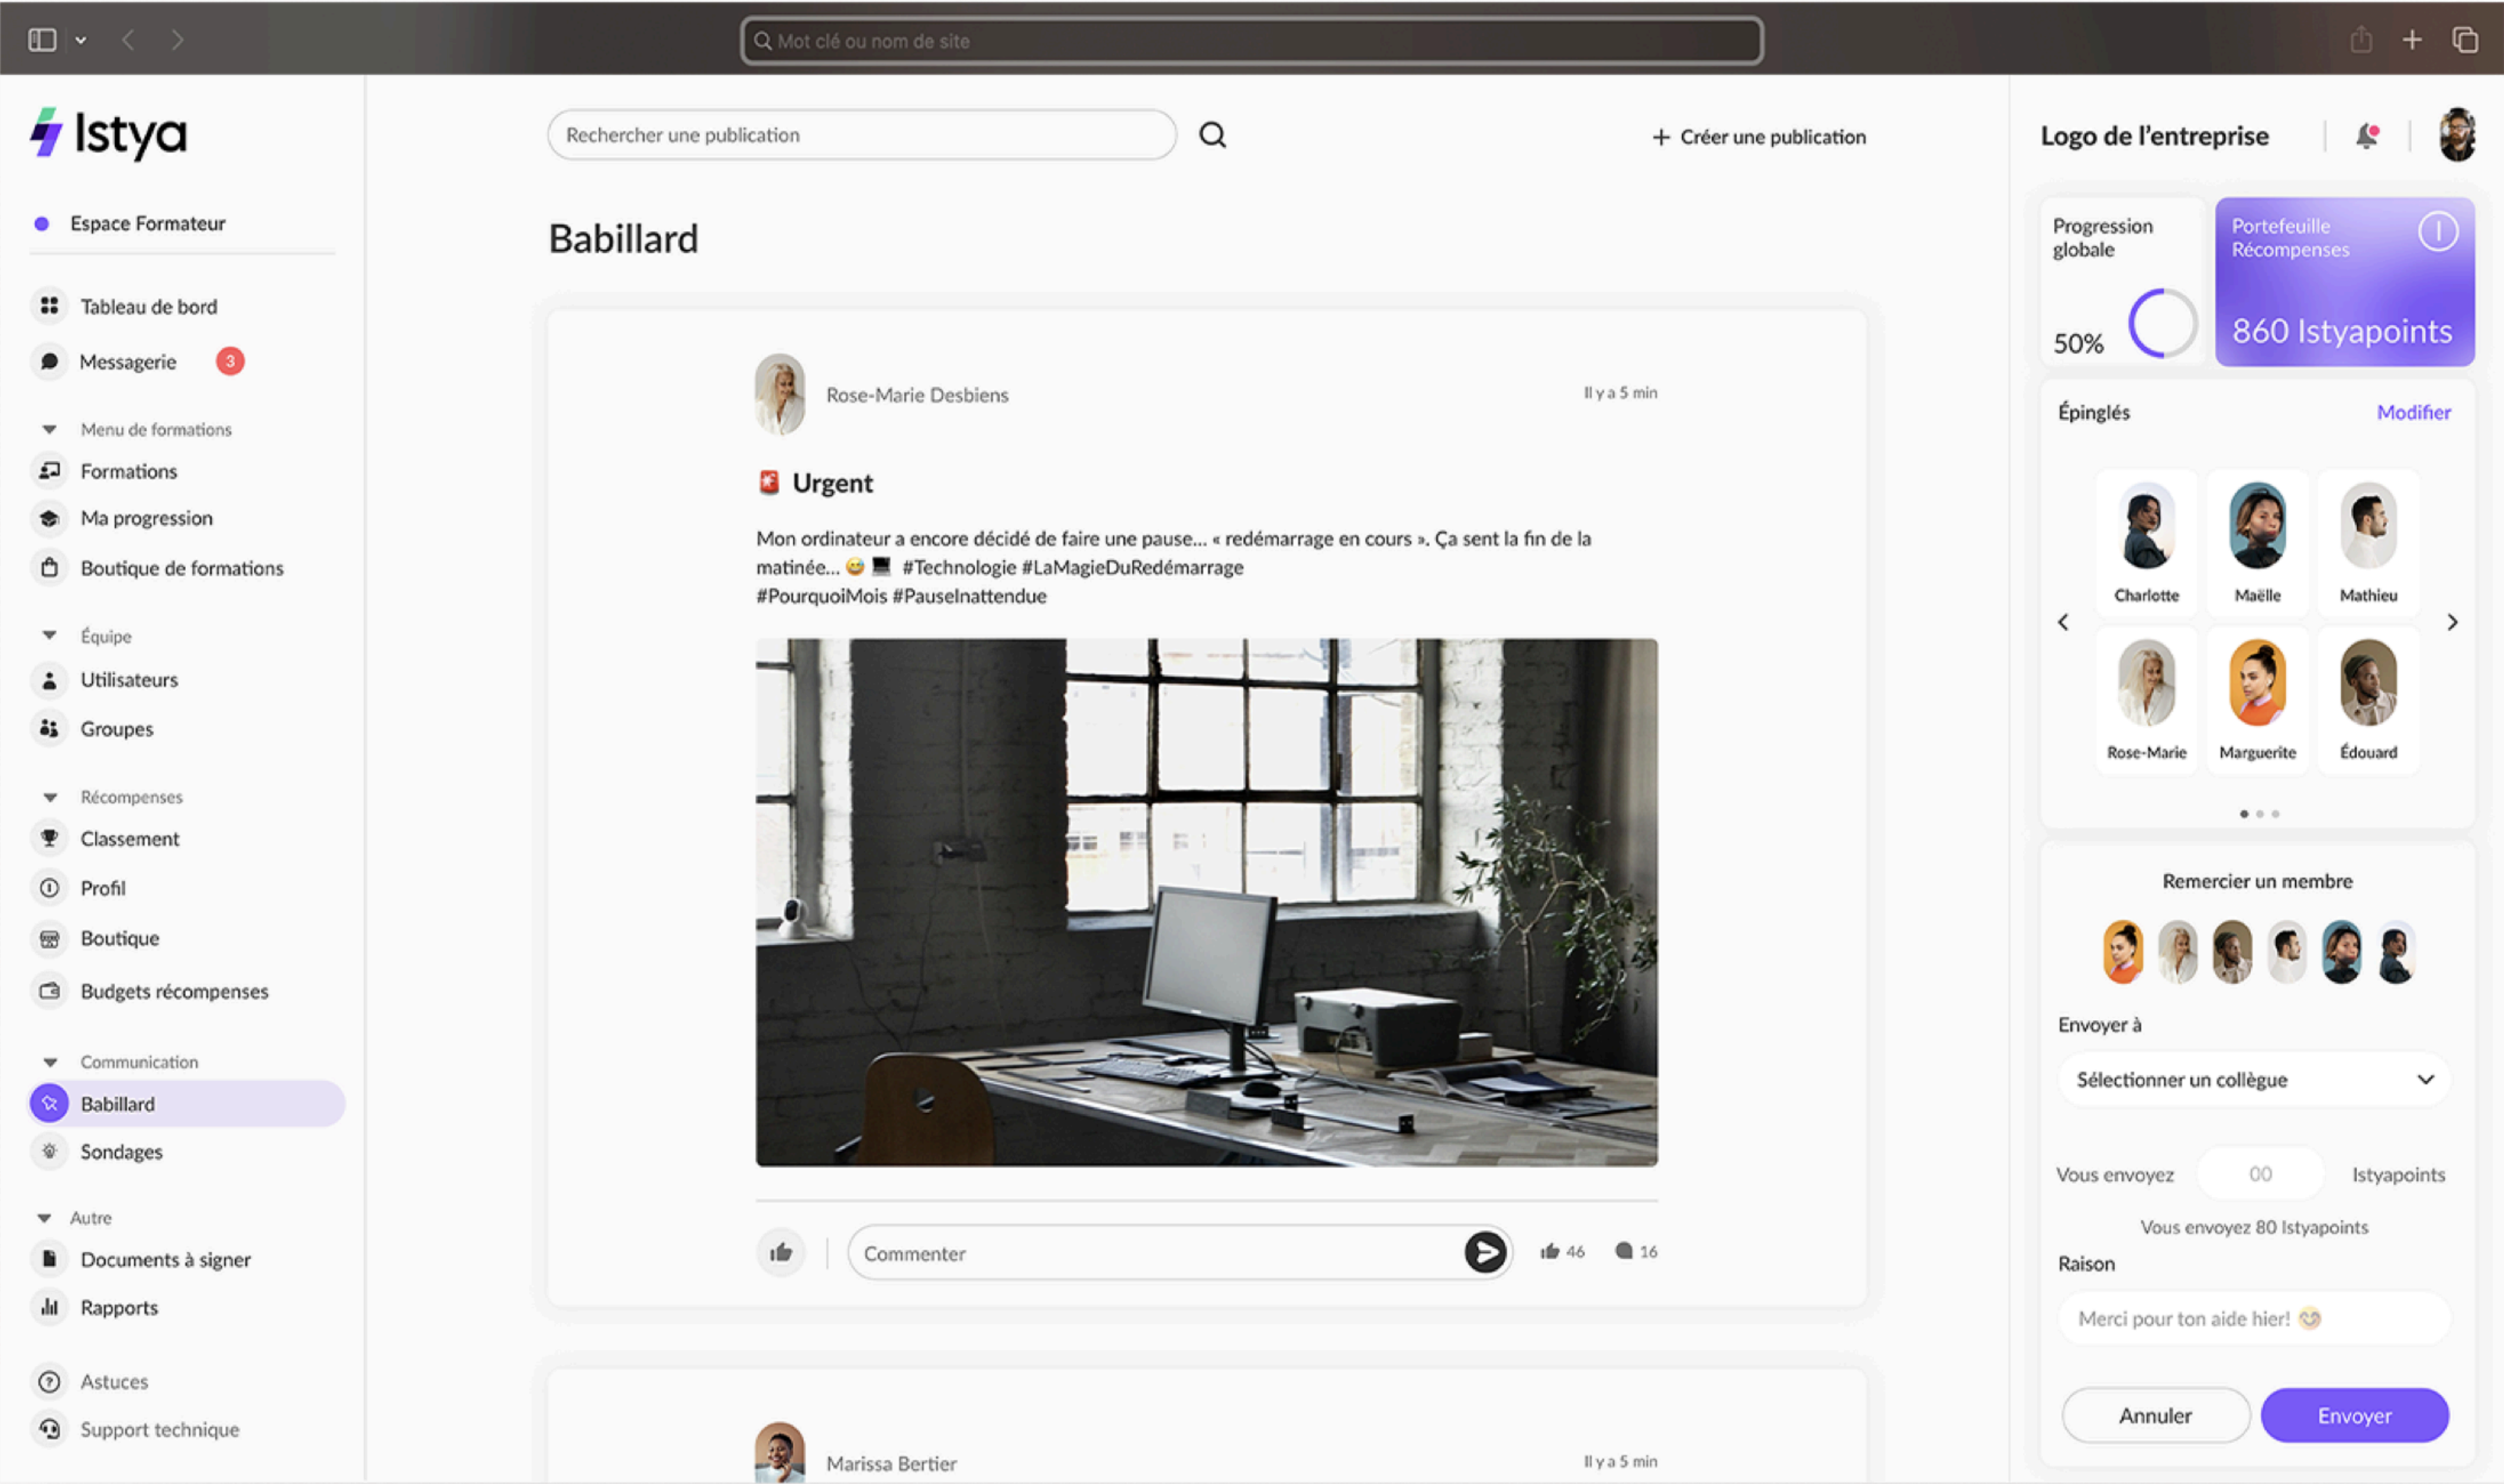 Mot clé ou nom de site
Istya
Espace Formateur
Tableau de bord
Messagerie 3
Menu de formations
Formations
Ma progression
Boutique de formations
Équipe
Utilisateurs
Groupes
Récompenses
Classement
Profil
Boutique
Budgets récompenses
Communication
Babillard
Sondages
Autre
Documents à signer
Rapports
Astuces
Support technique
Rechercher une publication
+ Créer une publication
Babillard
Rose-Marie Desbiens
Il y a 5 min
🚨 Urgent
Mon ordinateur a encore décidé de faire une pause... « redémarrage en cours ». Ça sent la fin de la
matinée... 😅 💻 #Technologie #LaMagieDuRedémarrage
#PourquoiMois #PauseInattendue
Commenter
46 16
Marissa Bertier
Il y a 5 min
Logo de l’entreprise
Progression
globale
50%
Portefeuille
Récompenses
860 Istyapoints
Épinglés
Modifier
Charlotte Maëlle Mathieu
Rose-Marie Marguerite Édouard
Remercier un membre
Envoyer à
Sélectionner un collègue
Vous envoyez 00 Istyapoints
Vous envoyez 80 Istyapoints
Raison
Merci pour ton aide hier! 😊
Annuler Envoyer